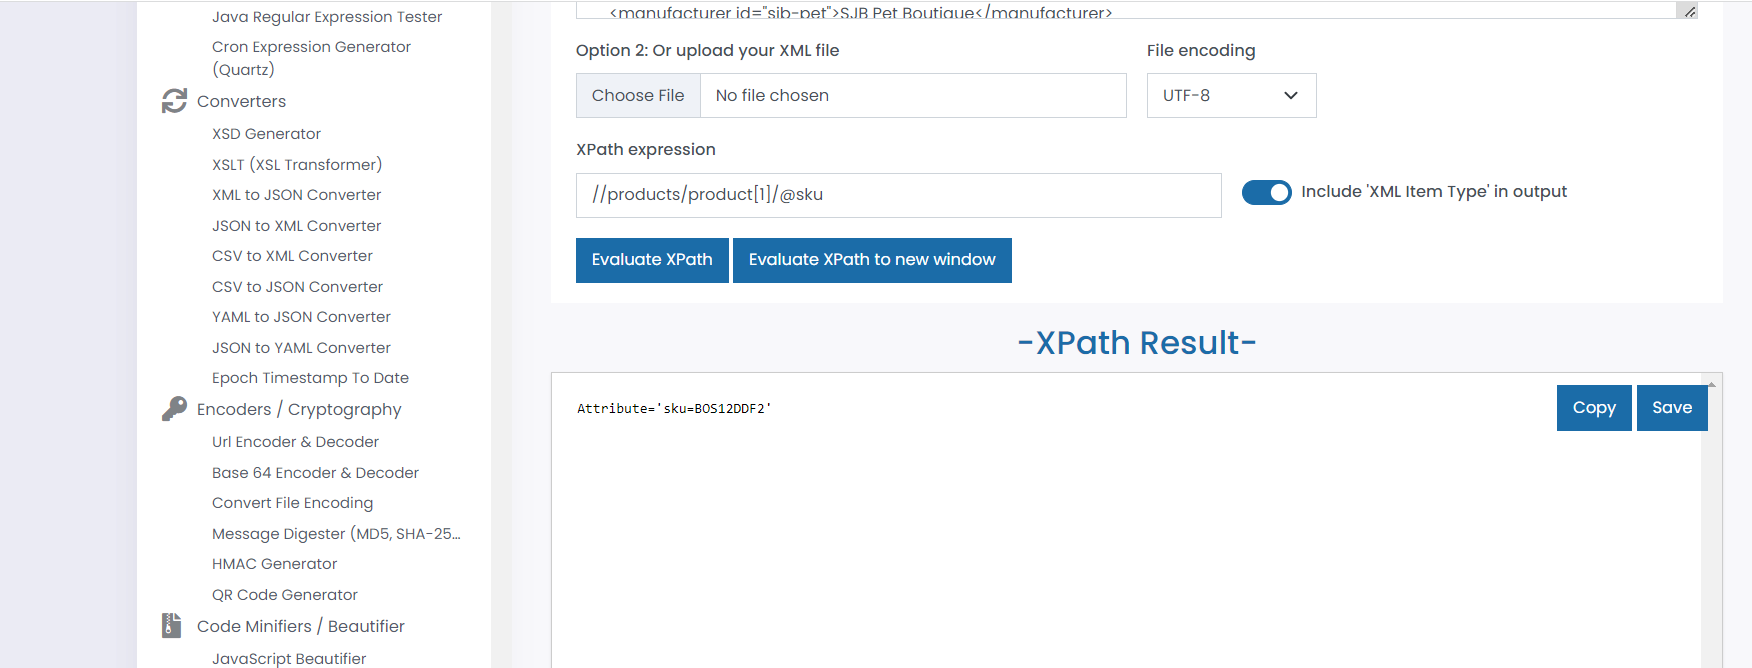 Java Regular Expression Tester
Cron Expression Generator
(Quartz)
Converters
XSD Generator
XSLT (XSL Transformer)
XML to JSON Converter
JSON to XML Converter
CSV to XML Converter
CSV to JSON Converter
YAML to JSON Converter
JSON to YAML Converter
Epoch Timestamp To Date
Encoders / Cryptography
Url Encoder & Decoder
Base 64 Encoder & Decoder
Convert File Encoding
Message Digester (MD5, SHA-25...
HMAC Generator
QR Code Generator
Code Minifiers / Beautifier
JavaScript Beautifier
<manufacturer id="sjb-pet">SJB Pet Boutique</manufacturer>
Option 2: Or upload your XML file
File encoding
Choose File No file chosen
UTF-8
XPath expression
//products/product[1]/@sku
Include 'XML Item Type' in output
Evaluate XPath
Evaluate XPath to new window
-XPath Result-
Attribute='sku=BOS12DDF2'
Copy
Save